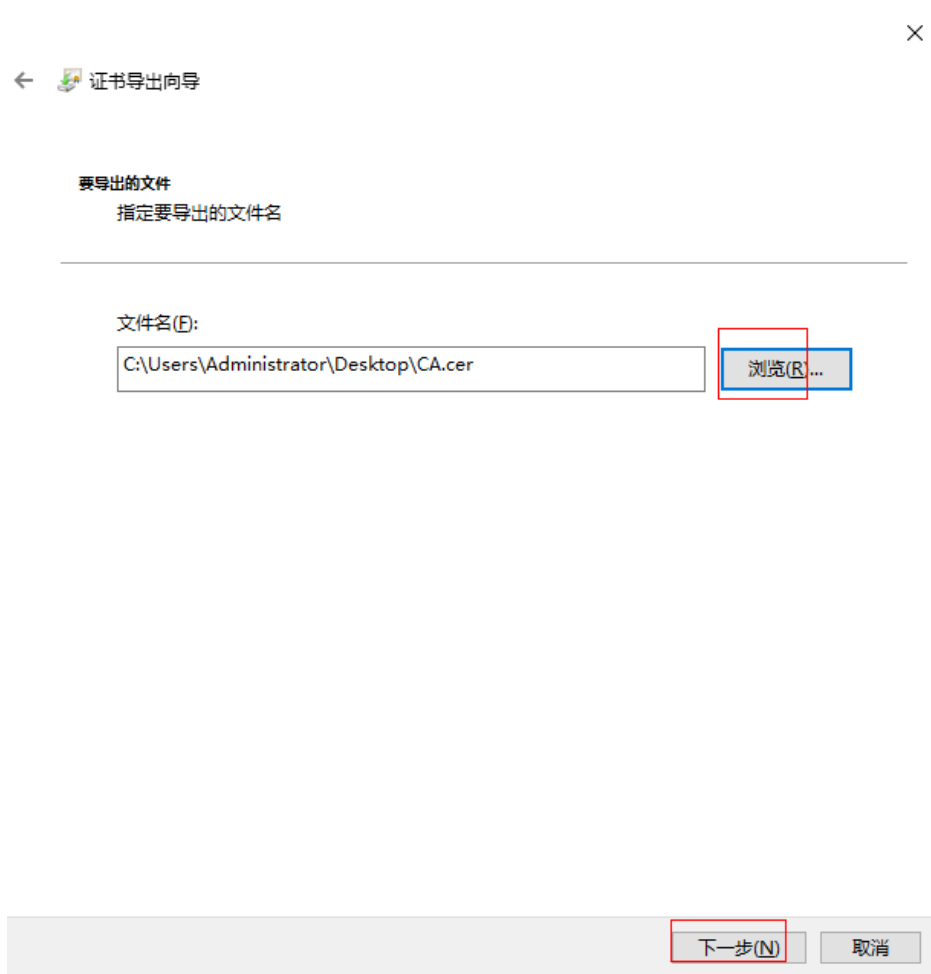 证书导出向导
要导出的文件
指定要导出的文件名
文件名(F):
C:\Users\Administrator\Desktop\CA.cer
浏览(R)...
下一步(N)
取消